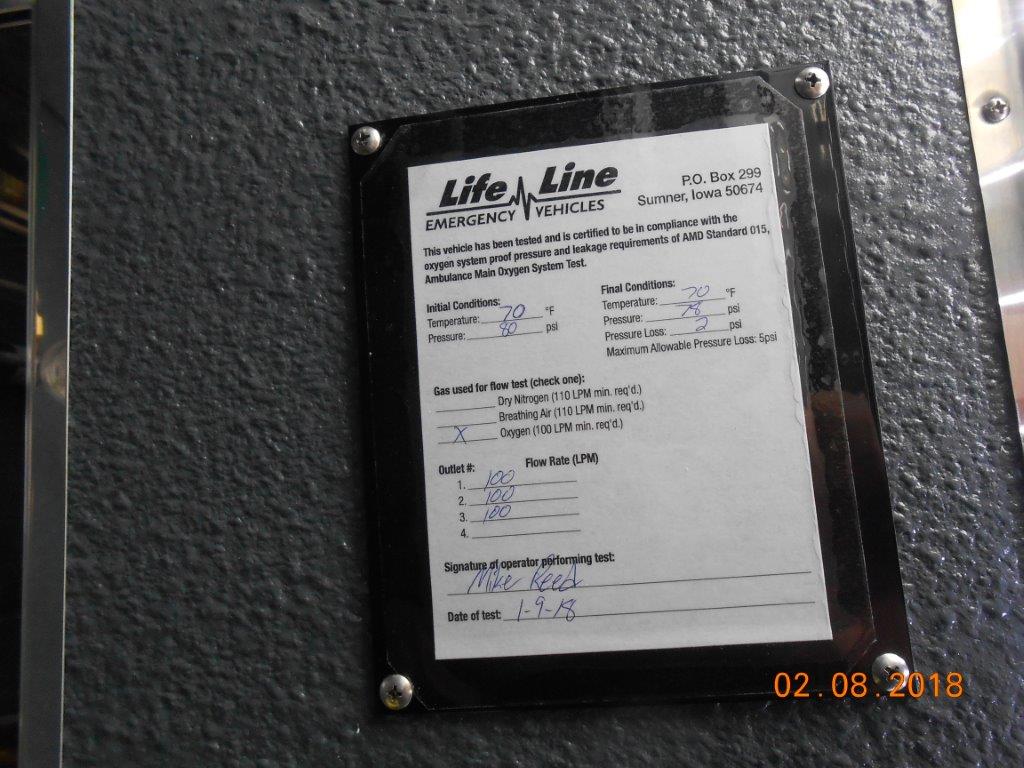 Life Line
EMERGENCY VEHICLES
P.O. Box 299
Sumner, Iowa 50674
This vehicle has been tested and is certified to be in compliance with the
oxygen system proof pressure and leakage requirements of AMD Standard 015,
Ambulance Main Oxygen System Test.
Initial Conditions:
Temperature: 70 °F
Pressure: 80 psi
Final Conditions:
Temperature: 70 °F
Pressure: 78 psi
Pressure Loss: 2 psi
Maximum Allowable Pressure Loss: 5psi
Gas used for flow test (check one):
Dry Nitrogen (110 LPM min. req'd.)
Breathing Air (110 LPM min. req'd.)
X Oxygen (100 LPM min. req'd.)
Outlet #: Flow Rate (LPM)
1. 100
2. 100
3. 100
4.
Signature of operator performing test:
Mike Reed
Date of test: 1-9-18
02.08.2018